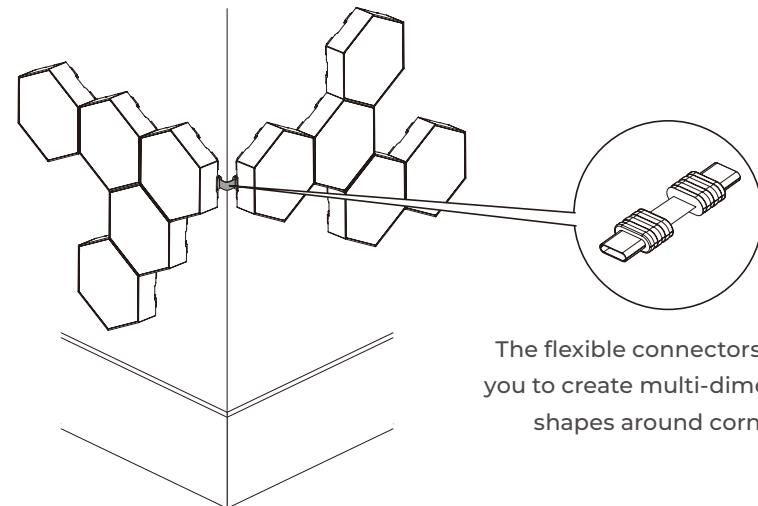 The flexible connectors
you to create multi-dime
shapes around corn